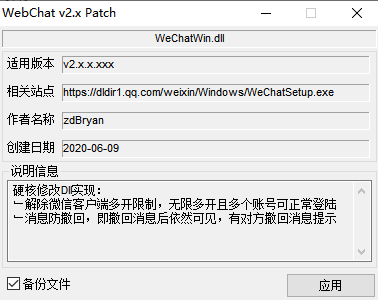 WebChat v2.x Patch
WeChatWin.dll
适用版本 v2.x.x.xxx
相关站点 https://dldir1.qq.com/weixin/Windows/WeChatSetup.exe
作者名称 zdBryan
创建日期 2020-06-09
说明信息
硬核修改Dll实现：
﹂解除微信客户端多开限制，无限多开且多个账号可正常登陆
﹂消息防撤回，即撤回消息后依然可见，有对方撤回消息提示
备份文件
应用